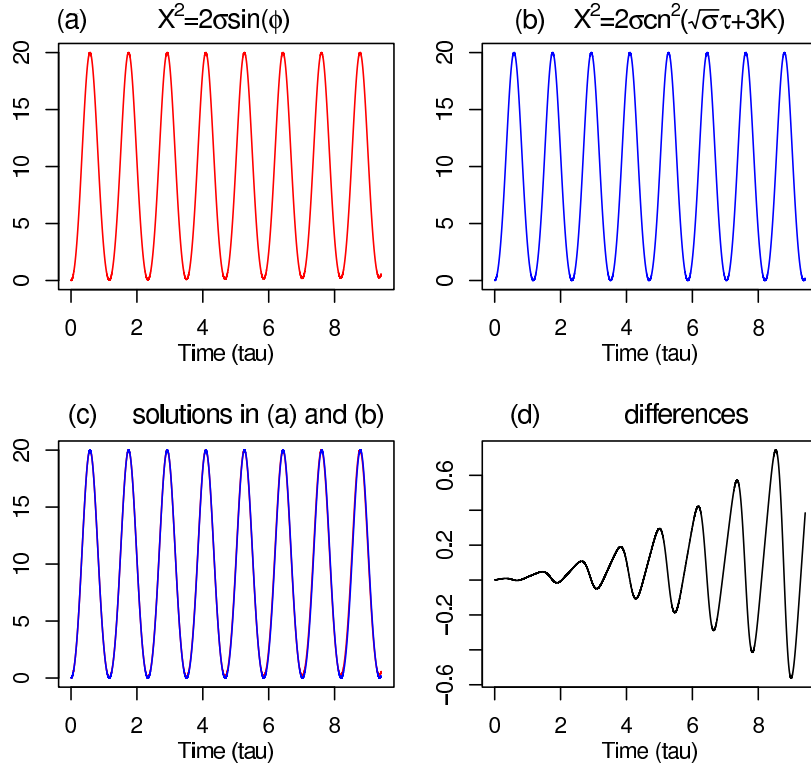 (a) X²=2σsin(ϕ)
20
15
10
5
0
0 2 4 6 8
Time (tau)
(b) X²=2σcn²(√στ+3K)
20
15
10
5
0
0 2 4 6 8
Time (tau)
(c) solutions in (a) and (b)
20
15
10
5
0
0 2 4 6 8
Time (tau)
(d) differences
0.6
0.2
−0.2
−0.6
0 2 4 6 8
Time (tau)